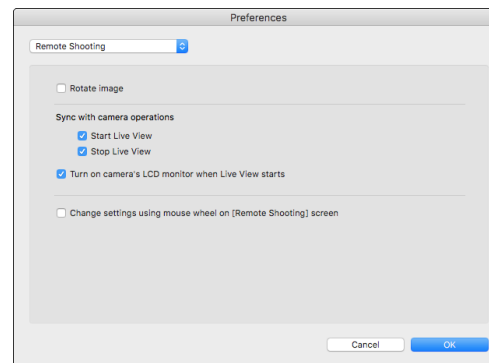 Preferences
Remote Shooting
Rotate image
Sync with camera operations
Start Live View
Stop Live View
Turn on camera's LCD monitor when Live View starts
Change settings using mouse wheel on [Remote Shooting] screen
Cancel
OK